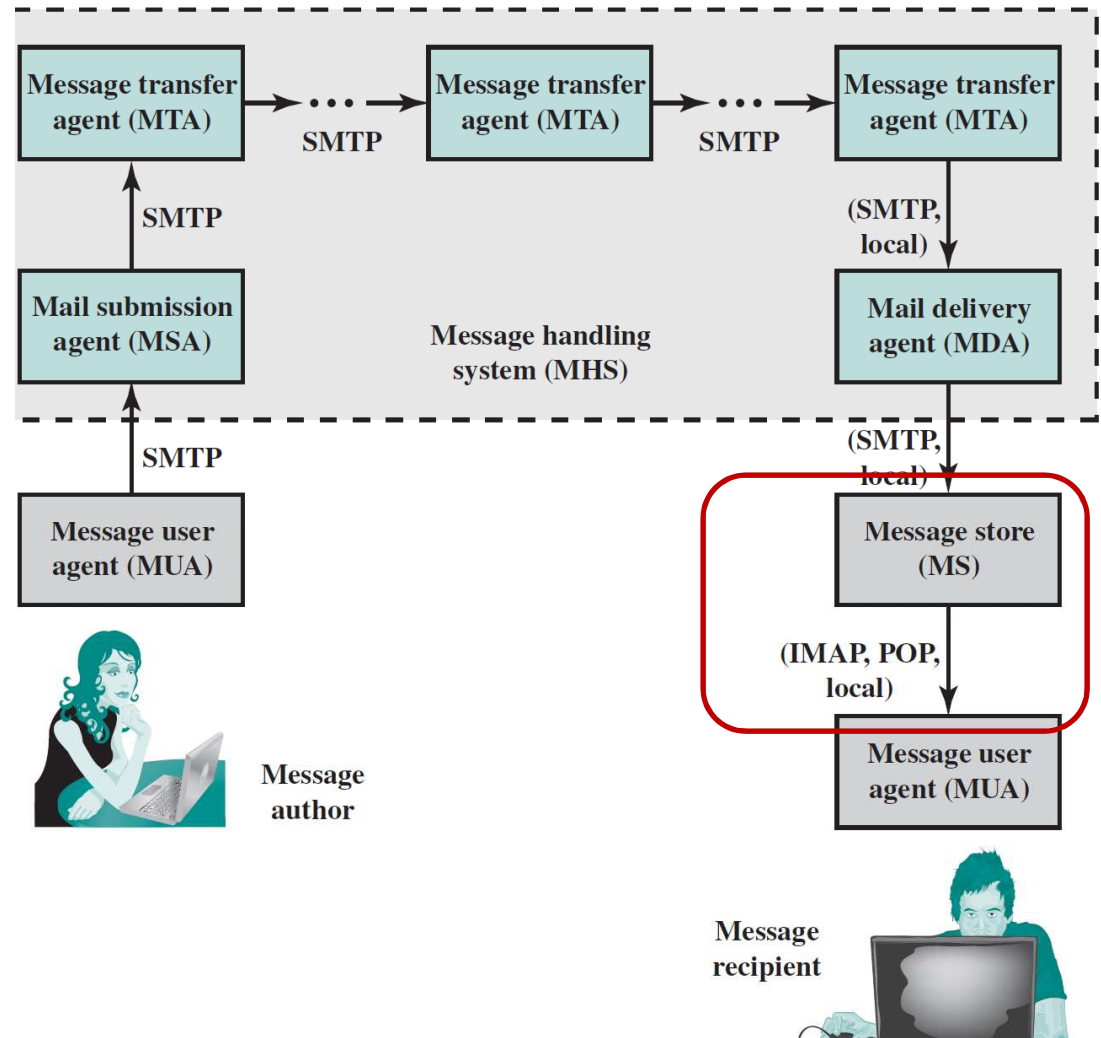 Message transfer
agent (MTA)
SMTP
Message transfer
agent (MTA)
SMTP
Message transfer
agent (MTA)
SMTP
(SMTP,
local)
Mail submission
agent (MSA)
Message handling
system (MHS)
Mail delivery
agent (MDA)
SMTP
(SMTP,
local)
Message user
agent (MUA)
Message store
(MS)
(IMAP, POP,
local)
Message
author
Message user
agent (MUA)
Message
recipient